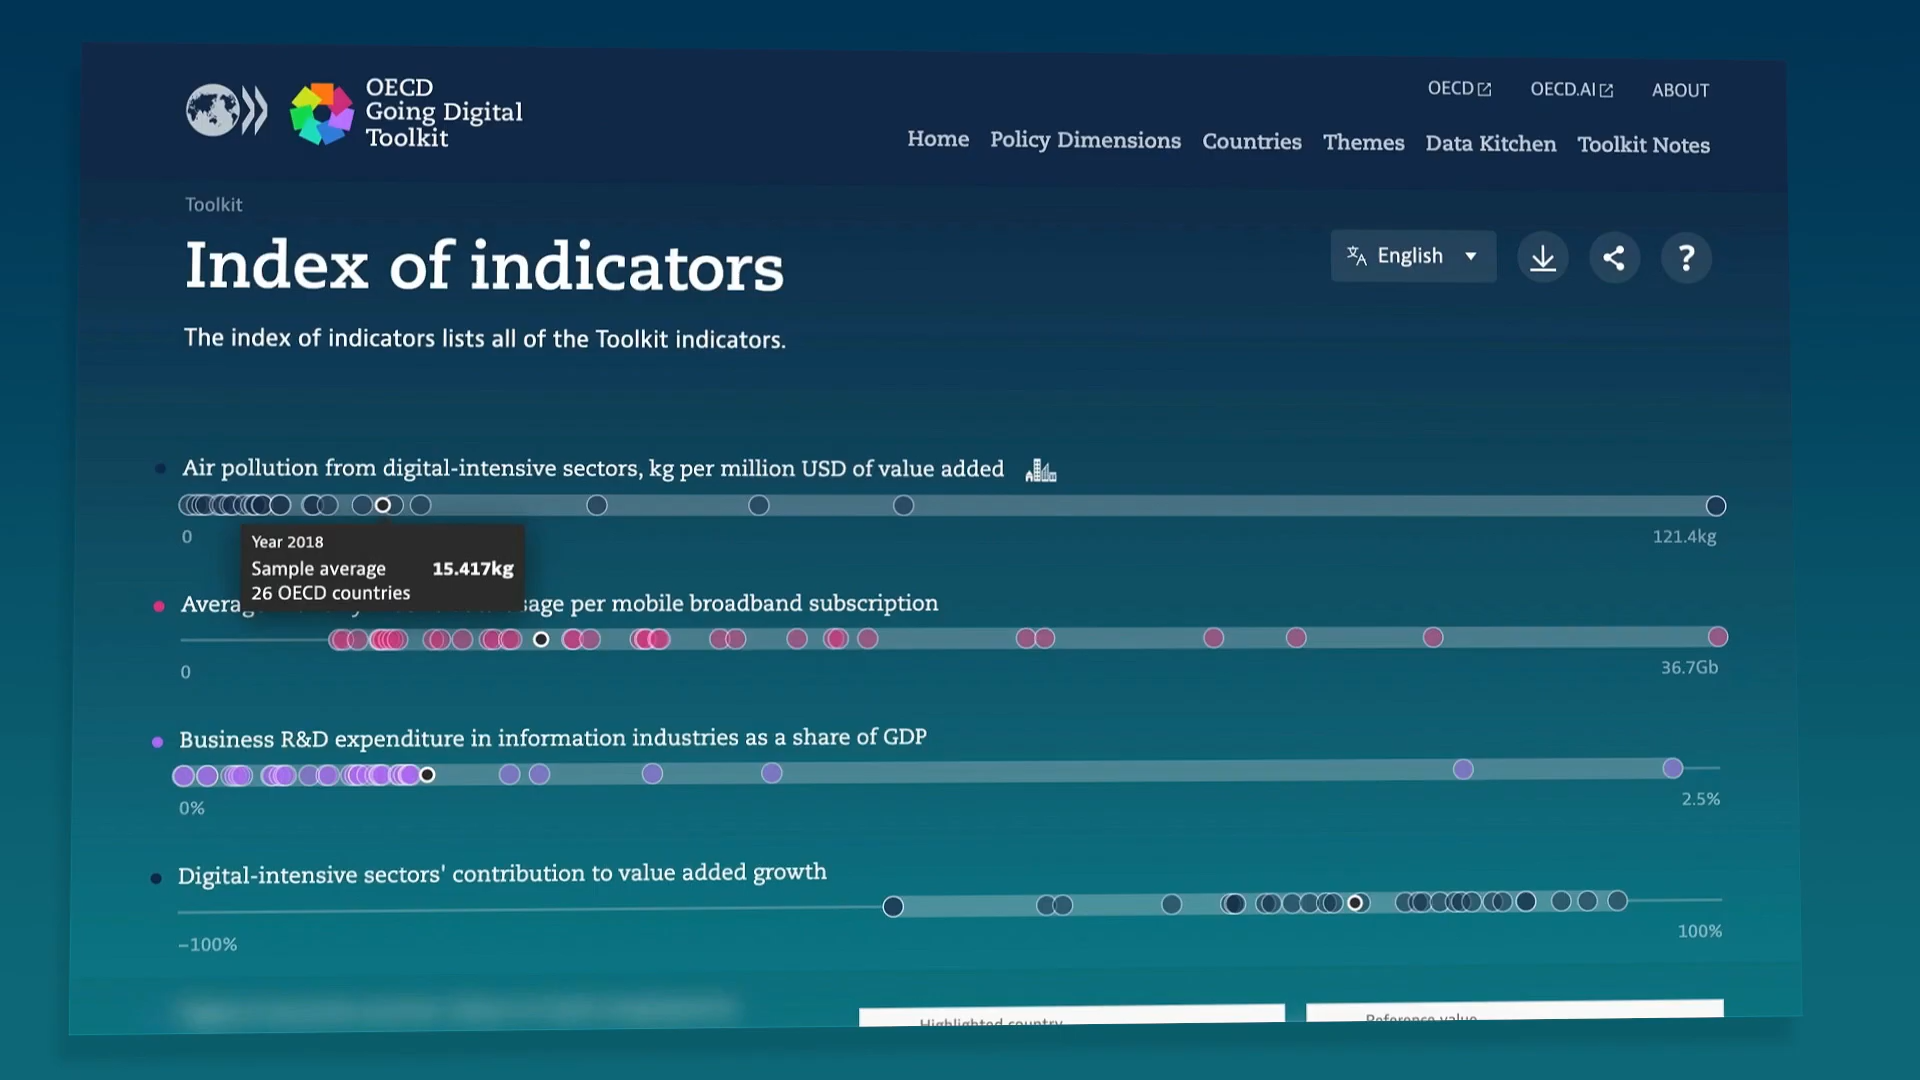 OECD
Going Digital
Toolkit
OECD
OECD.AI
ABOUT
Home
Policy Dimensions
Countries
Themes
Data Kitchen
Toolkit Notes
Toolkit
Index of indicators
English
?
The index of indicators lists all of the Toolkit indicators.
Air pollution from digital-intensive sectors, kg per million USD of value added
0
121.4kg
Year 2018
Sample average 15.417kg
26 OECD countries
per mobile broadband subscription
0
36.7Gb
Business R&D expenditure in information industries as a share of GDP
0%
2.5%
Digital-intensive sectors' contribution to value added growth
−100%
100%
Highlighted country
Reference value